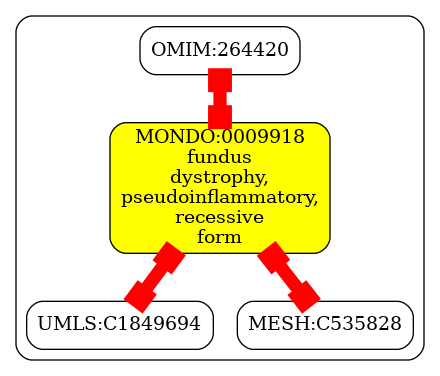 OMIM:264420
MONDO:0009918
fundus
dystrophy,
pseudoinflammatory,
recessive
form
UMLS:C1849694
MESH:C535828